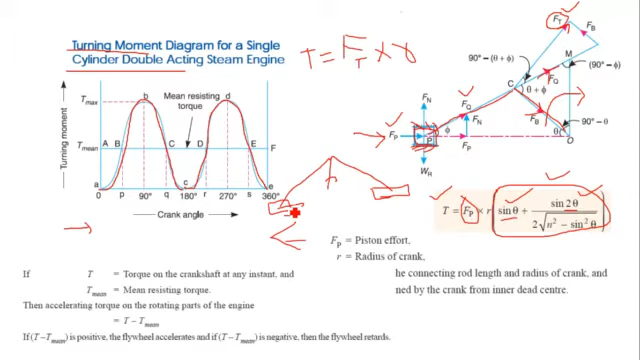 Turning Moment Diagram for a Single
Cylinder Double Acting Steam Engine
T = F_T × r
Turning moment
T_max
T_mean
Mean resisting
torque
a b c d e
A B C D E F
p q r s
0 90° 180° 270° 360°
Crank angle
F_T
F_B
M
90° − (θ + ϕ)
(90° − ϕ)
C
F_Q
θ + ϕ
F_Q
F_N
F_N
F_P
P
ϕ
F_B
θ
90° − θ
O
F_P
W_R
T = F_P × r ( sin θ + sin 2θ / 2√(n² − sin² θ) )
F_P = Piston effort,
r = Radius of crank,
he connecting rod length and radius of crank, and
ned by the crank from inner dead centre.
If T = Torque on the crankshaft at any instant, and
T_mean = Mean resisting torque.
Then accelerating torque on the rotating parts of the engine
= T − T_mean
If (T − T_mean) is positive, the flywheel accelerates and if (T − T_mean) is negative, then the flywheel retards.